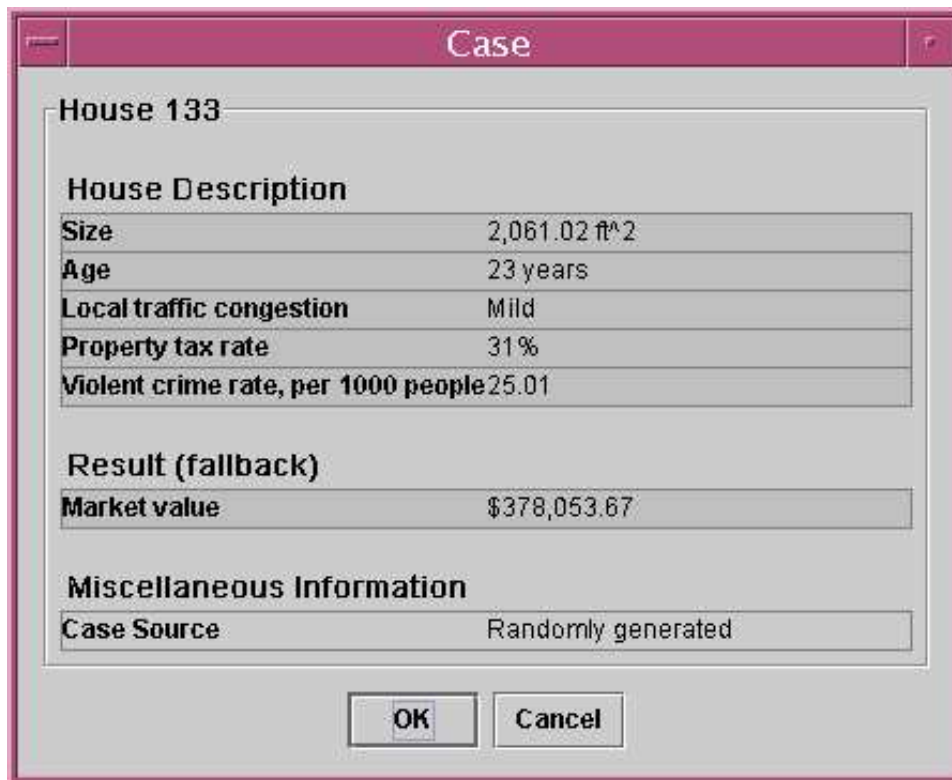 Case
House 133
House Description
Size 2,061.02 ft^2
Age 23 years
Local traffic congestion Mild
Property tax rate 31%
Violent crime rate, per 1000 people 25.01
Result (fallback)
Market value $378,053.67
Miscellaneous Information
Case Source Randomly generated
OK Cancel